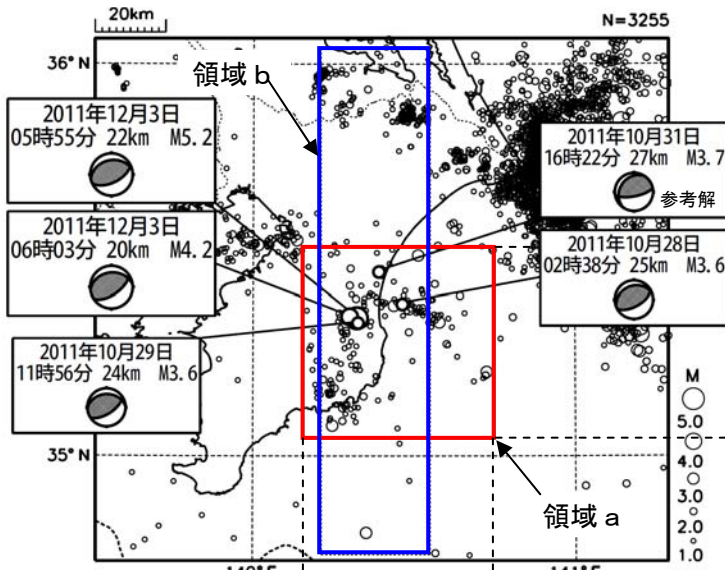 20km
N=3255
36°N
領域 b
2011年12月3日
05時55分 22km M5.2
2011年12月3日
06時03分 20km M4.2
2011年10月29日
11時56分 24km M3.6
2011年10月31日
16時22分 27km M3.7
参考解
2011年10月28日
02時38分 25km M3.6
M
5.0
4.0
3.0
2.0
1.0
35°N
領域 a
140°E
141°E